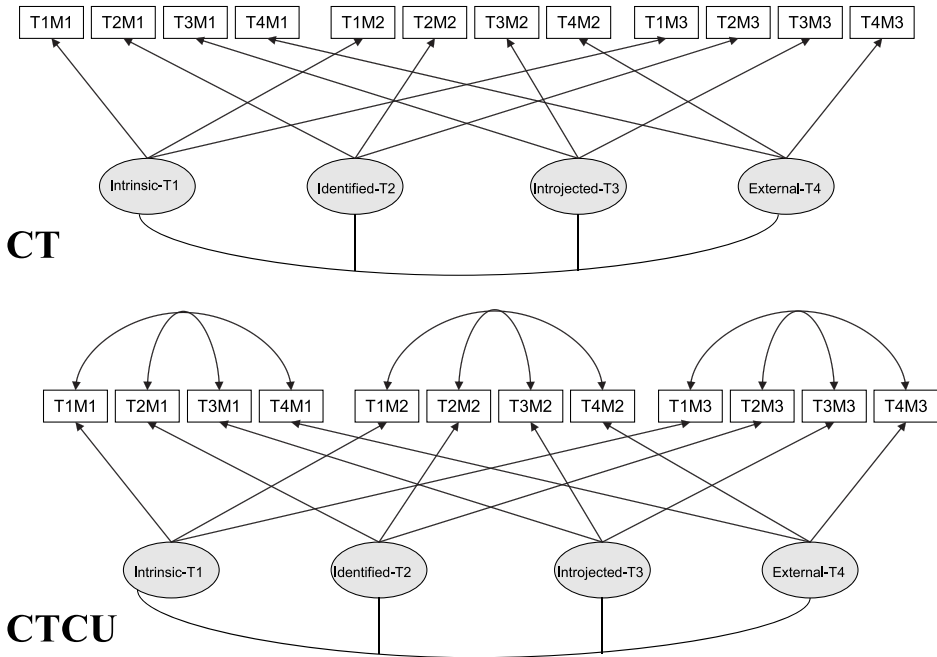 T1M1 T2M1 T3M1 T4M1 T1M2 T2M2 T3M2 T4M2 T1M3 T2M3 T3M3 T4M3
Intrinsic-T1 Identified-T2 Introjected-T3 External-T4
CT
T1M1 T2M1 T3M1 T4M1 T1M2 T2M2 T3M2 T4M2 T1M3 T2M3 T3M3 T4M3
Intrinsic-T1 Identified-T2 Introjected-T3 External-T4
CTCU